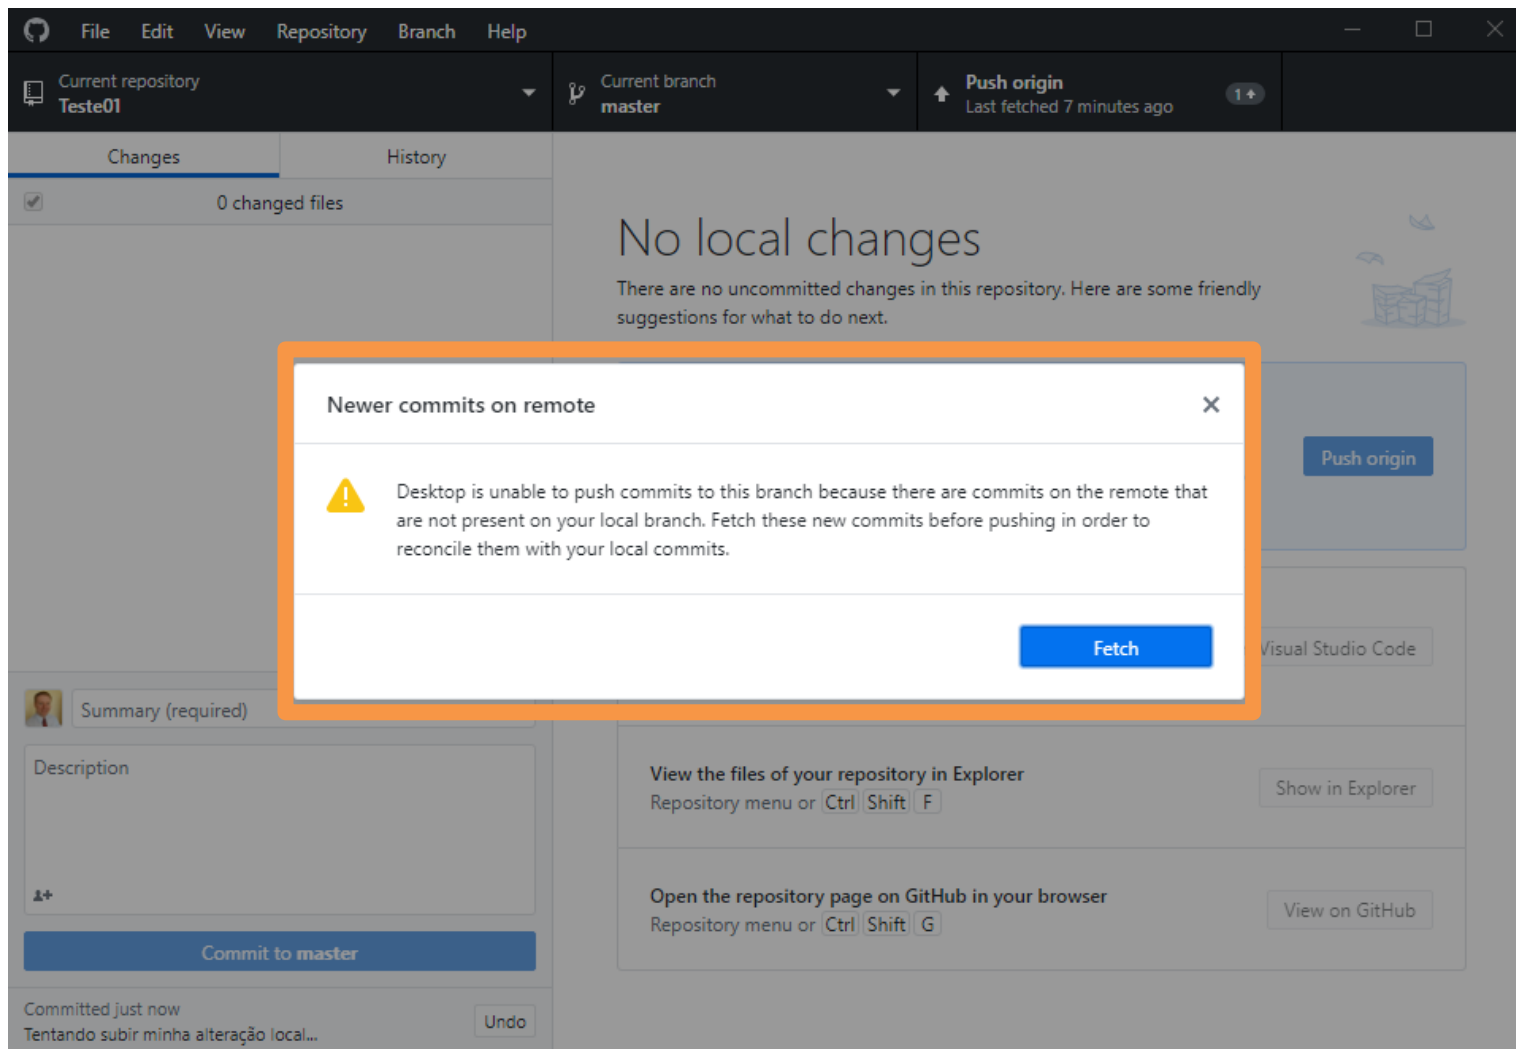 File Edit View Repository Branch Help
Current repository
Teste01
Current branch
master
Push origin
Last fetched 7 minutes ago
1
Changes
History
0 changed files
No local changes
There are no uncommitted changes in this repository. Here are some friendly
suggestions for what to do next.
Push origin
Newer commits on remote
Desktop is unable to push commits to this branch because there are commits on the remote that
are not present on your local branch. Fetch these new commits before pushing in order to
reconcile them with your local commits.
Fetch
Visual Studio Code
View the files of your repository in Explorer
Repository menu or Ctrl Shift F
Show in Explorer
Open the repository page on GitHub in your browser
Repository menu or Ctrl Shift G
View on GitHub
Summary (required)
Description
Commit to master
Committed just now
Tentando subir minha alteração local...
Undo